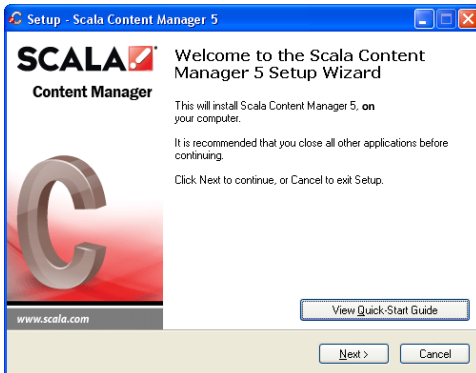 Setup - Scala Content Manager 5
SCALA
Content Manager
C
www.scala.com
Welcome to the Scala Content
Manager 5 Setup Wizard
This will install Scala Content Manager 5, on
your computer.
It is recommended that you close all other applications before
continuing.
Click Next to continue, or Cancel to exit Setup.
View Quick-Start Guide
Next >
Cancel